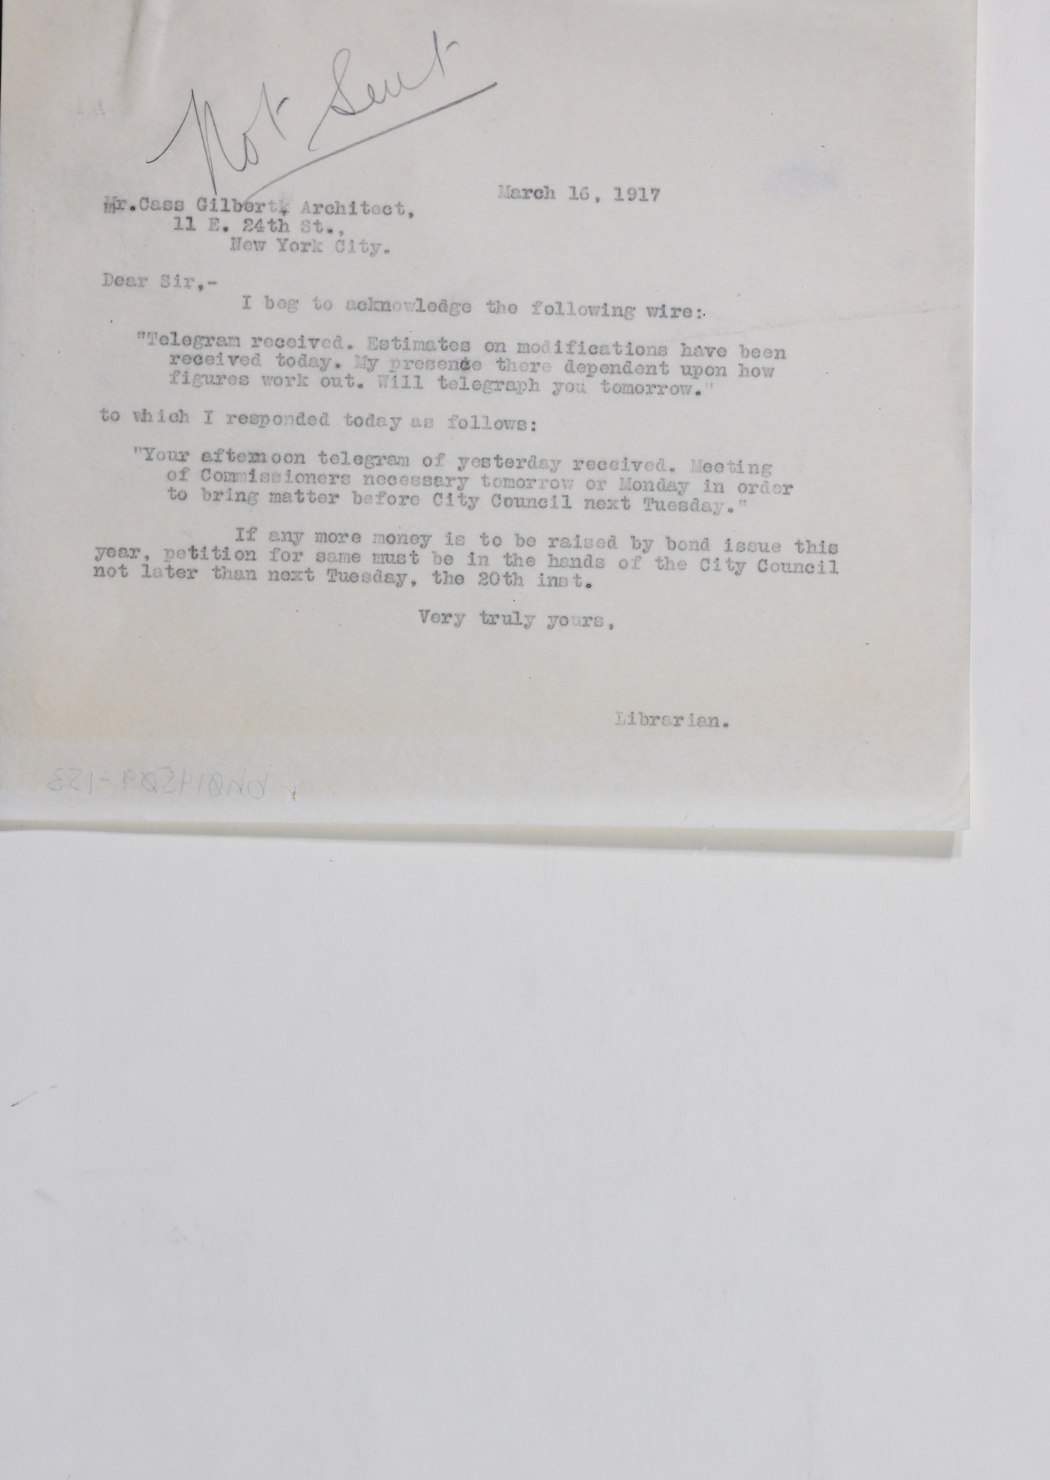 Not Sent
March 16, 1917
Mr.Cass Gilbert, Architect,
11 E. 24th St.,
New York City.
Dear Sir,-
I beg to acknowledge the following wire:
"Telegram received. Estimates on modifications have been
received today. My presence there dependent upon how
figures work out. Will telegraph you tomorrow."
to which I responded today as follows:
"Your afternoon telegram of yesterday received. Meeting
of Commissioners necessary tomorrow or Monday in order
to bring matter before City Council next Tuesday."
If any more money is to be raised by bond issue this
year, petition for same must be in the hands of the City Council
not later than next Tuesday, the 20th inst.
Very truly yours,
Librarian.